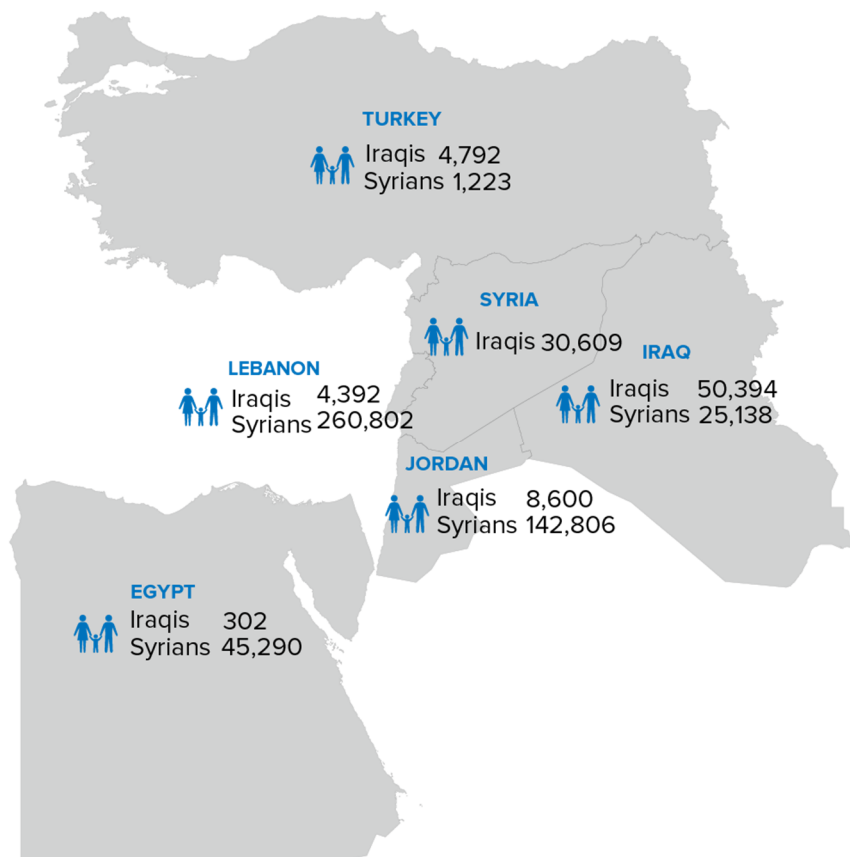 TURKEY
Iraqis 4,792
Syrians 1,223
SYRIA
Iraqis 30,609
IRAQ
Iraqis 50,394
Syrians 25,138
LEBANON
Iraqis 4,392
Syrians 260,802
JORDAN
Iraqis 8,600
Syrians 142,806
EGYPT
Iraqis 302
Syrians 45,290